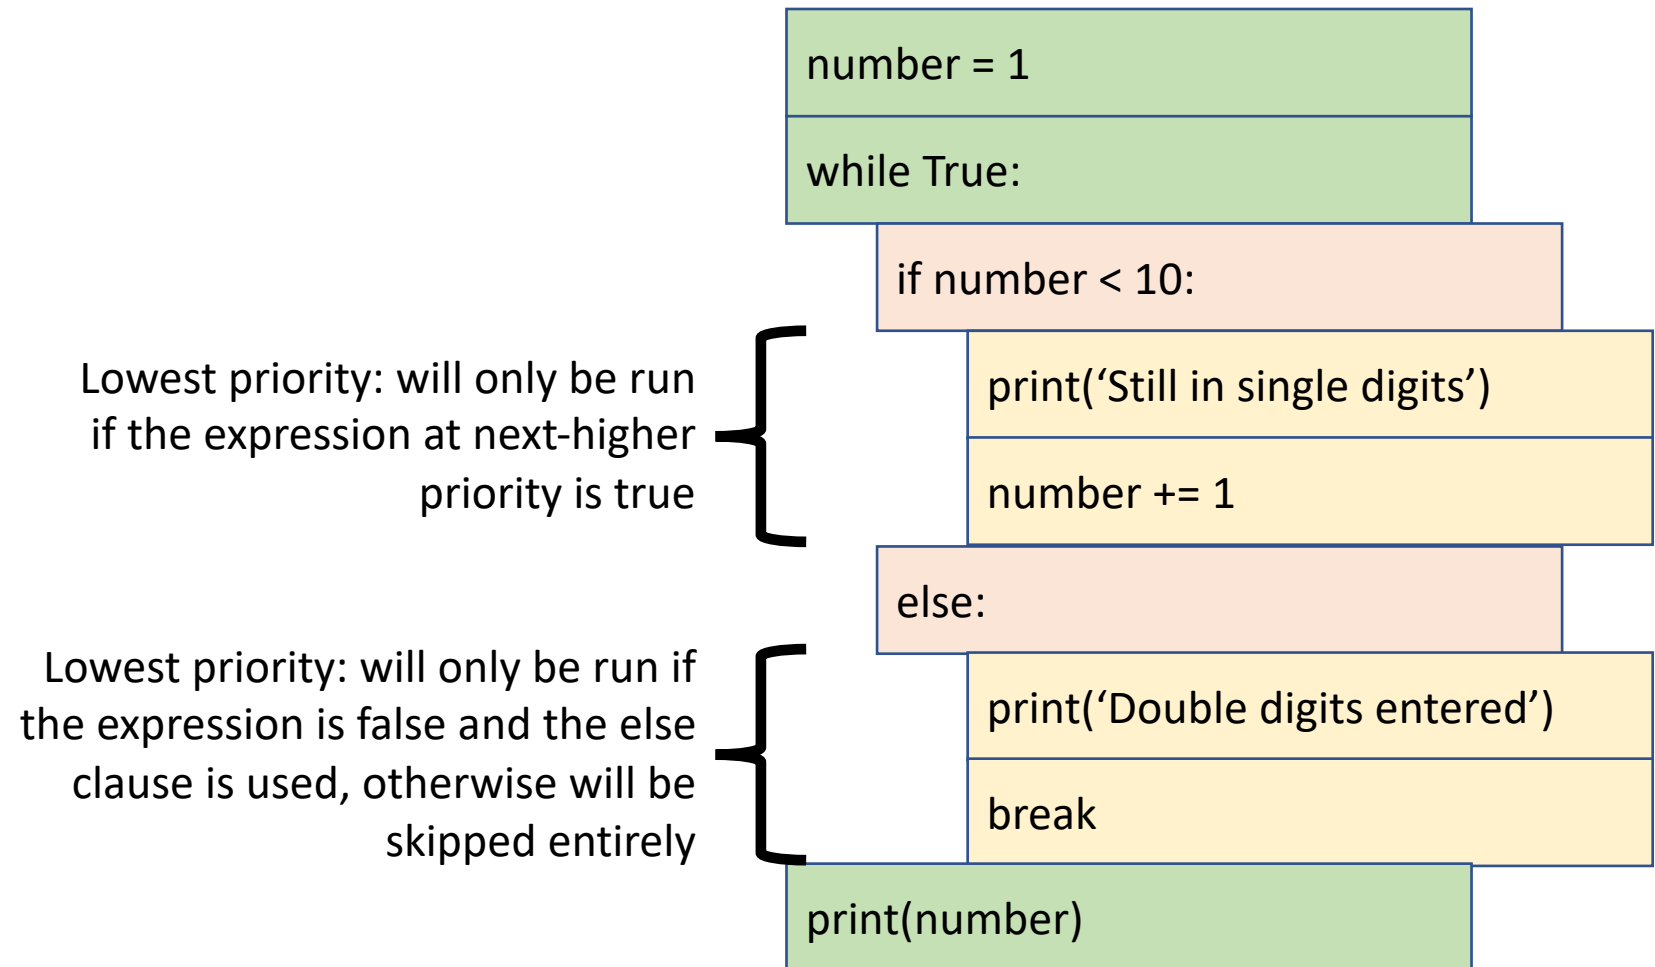 number = 1
while True:
if number < 10:
Lowest priority: will only be run
if the expression at next-higher
priority is true
print(‘Still in single digits’)
number += 1
else:
Lowest priority: will only be run if
the expression is false and the else
clause is used, otherwise will be
skipped entirely
print(‘Double digits entered’)
break
print(number)